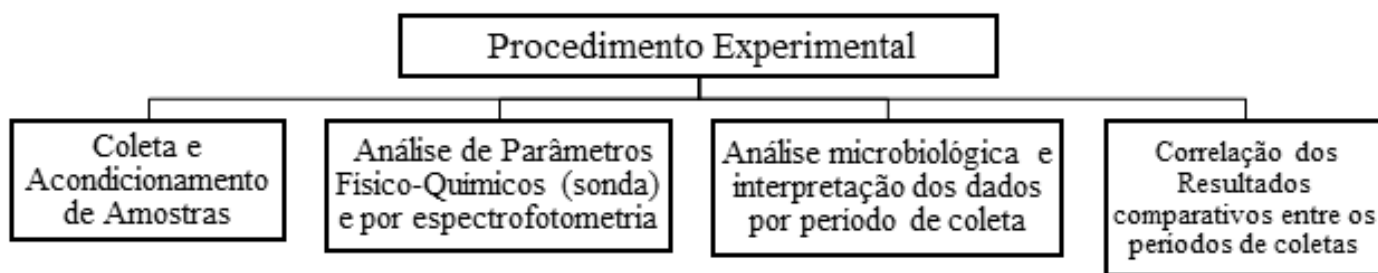 Procedimento Experimental
Coleta e
Acondicionamento
de Amostras
Análise de Parâmetros
Físico-Químicos (sonda)
e por espectrofotometria
Análise microbiológica e
interpretação dos dados
por período de coleta
Correlação dos
Resultados
comparativos entre os
períodos de coletas